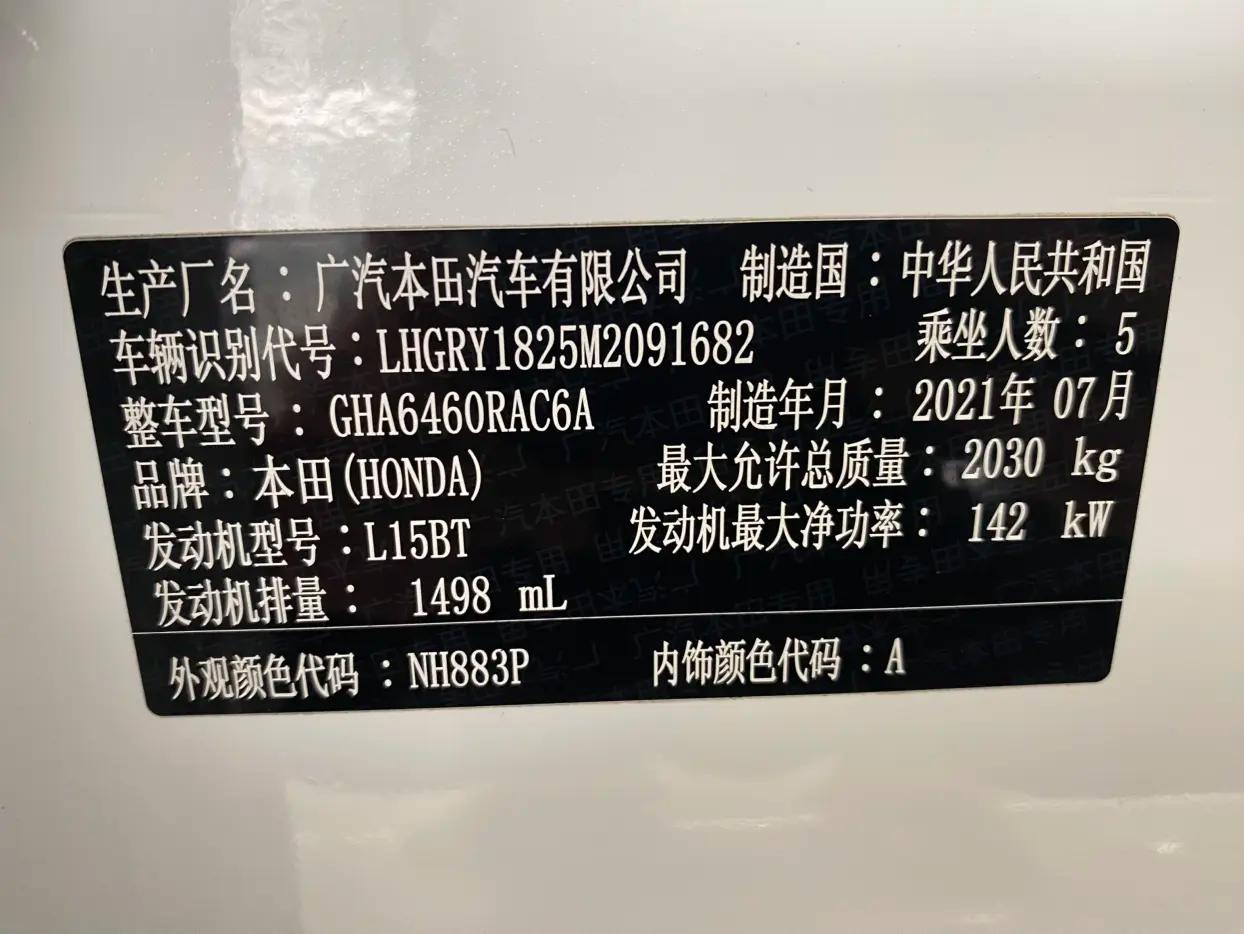 生产厂名：广汽本田汽车有限公司 制造国：中华人民共和国
车辆识别代号：LHGRY1825M2091682 乘坐人数：5
整车型号：GHA6460RAC6A 制造年月：2021年07月
品牌：本田(HONDA) 最大允许总质量：2030 kg
发动机型号：L15BT 发动机最大净功率：142 kW
发动机排量：1498 mL
外观颜色代码：NH883P 内饰颜色代码：A